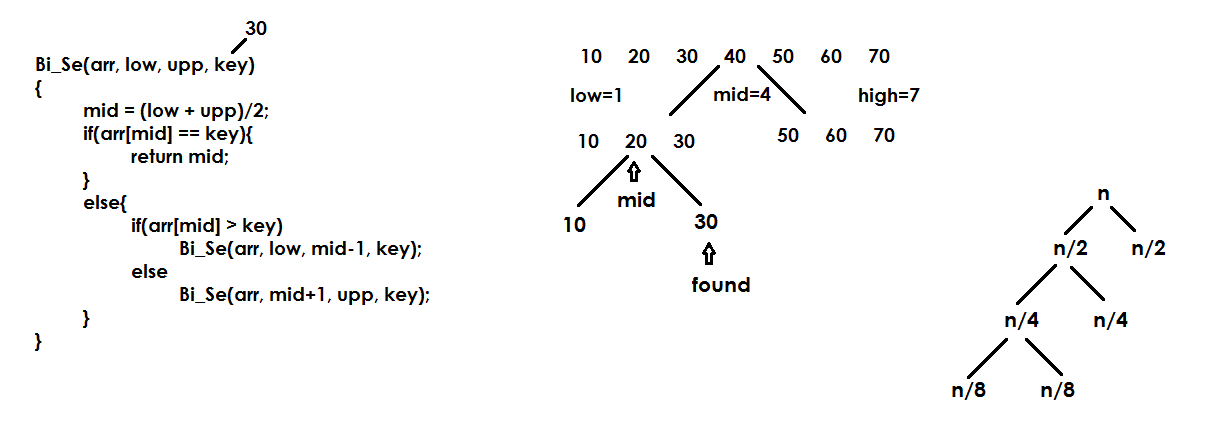 30
Bi_Se(arr, low, upp, key)
{
mid = (low + upp)/2;
if(arr[mid] == key){
return mid;
}
else{
if(arr[mid] > key)
Bi_Se(arr, low, mid-1, key);
else
Bi_Se(arr, mid+1, upp, key);
}
}
10 20 30 40 50 60 70
low=1 mid=4 high=7
10 20 30 50 60 70
mid
10 30
found
n
n/2 n/2
n/4 n/4
n/8 n/8